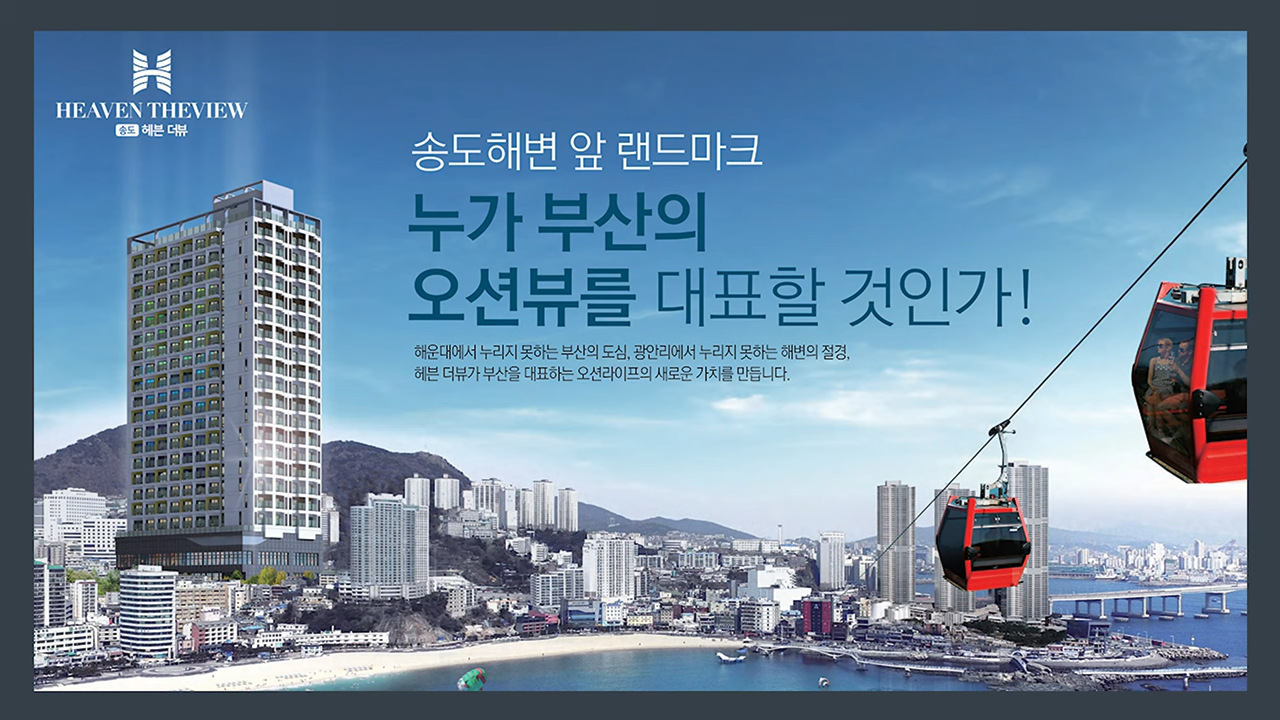 HEAVEN THEVIEW
송도 헤븐 더뷰
송도해변 앞 랜드마크
누가 부산의
오션뷰를 대표할 것인가!
해운대에서 누리지 못하는 부산의 도심, 광안리에서 누리지 못하는 해변의 절경,
헤븐 더뷰가 부산을 대표하는 오션라이프의 새로운 가치를 만듭니다.